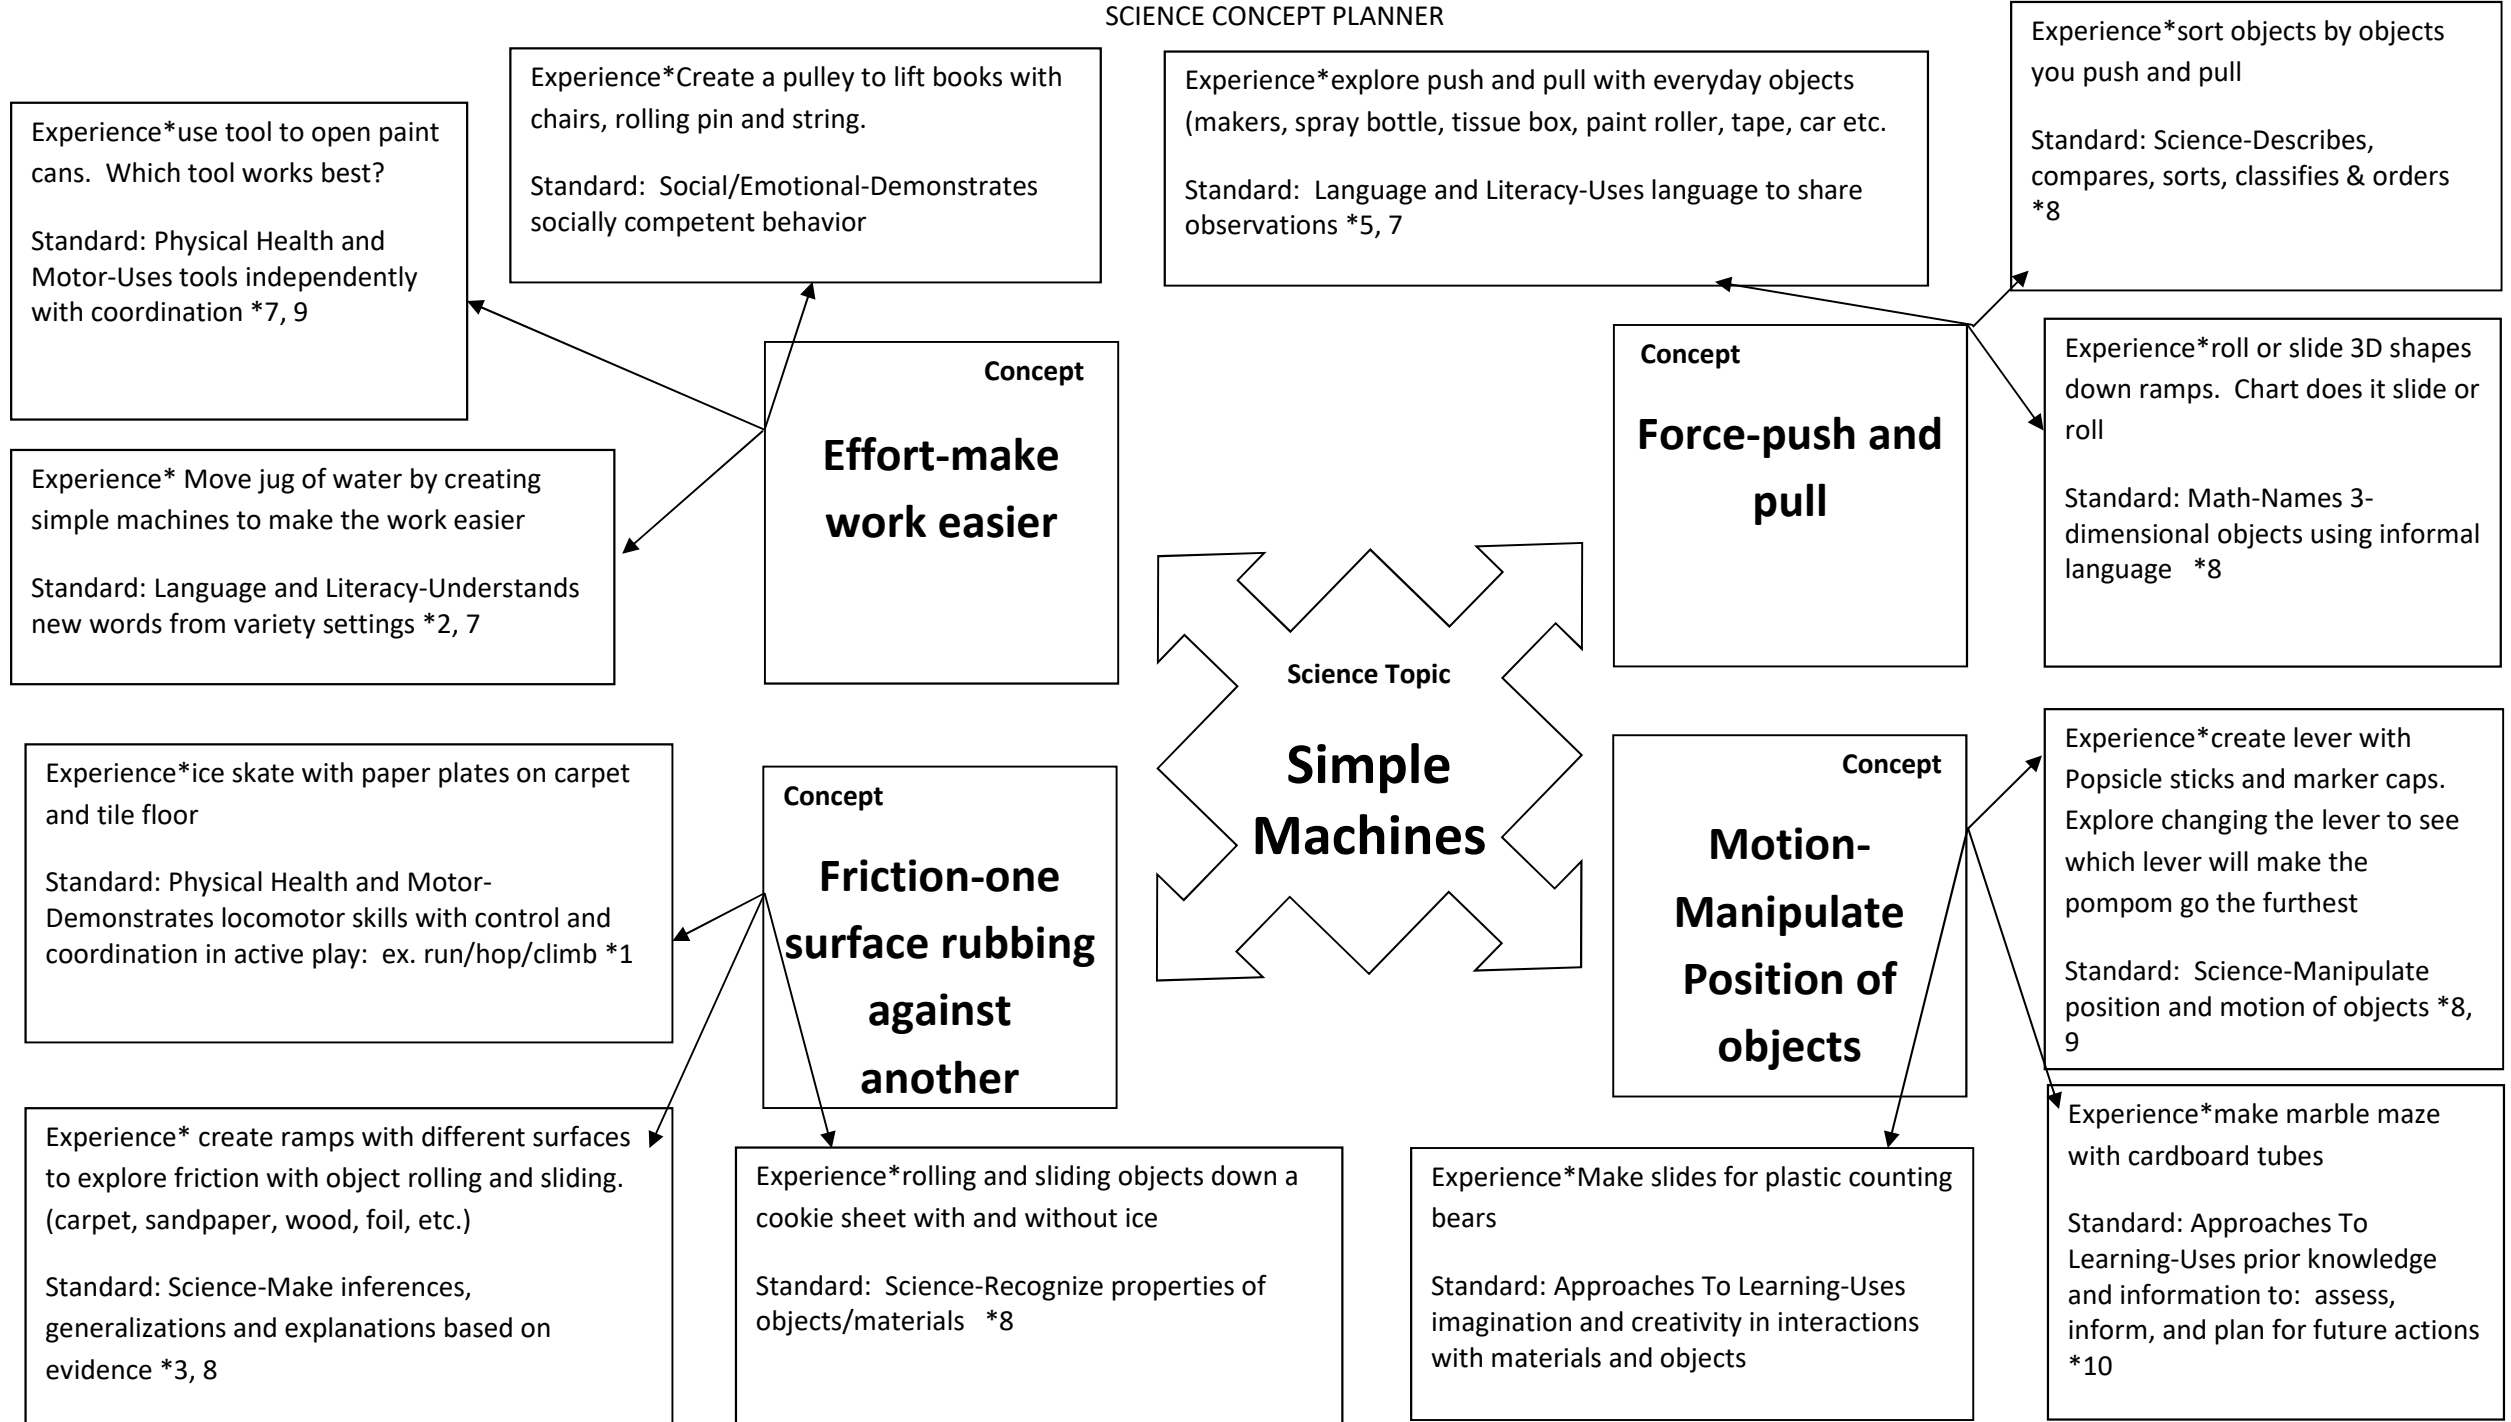 SCIENCE CONCEPT PLANNER
Experience*use tool to open paint
cans.  Which tool works best?
Standard: Physical Health and
Motor-Uses tools independently
with coordination *7, 9
Experience*Create a pulley to lift books with
chairs, rolling pin and string.
Standard:  Social/Emotional-Demonstrates
socially competent behavior
Experience*explore push and pull with everyday objects
(makers, spray bottle, tissue box, paint roller, tape, car etc.
Standard:  Language and Literacy-Uses language to share
observations *5, 7
Experience*sort objects by objects
you push and pull
Standard: Science-Describes,
compares, sorts, classifies & orders
*8
Experience* Move jug of water by creating
simple machines to make the work easier
Standard: Language and Literacy-Understands
new words from variety settings *2, 7
Concept
Effort-make
work easier
Concept
Force-push and
pull
Experience*roll or slide 3D shapes
down ramps.  Chart does it slide or
roll
Standard: Math-Names 3-
dimensional objects using informal
language   *8
Science Topic
Simple
Machines
Experience*ice skate with paper plates on carpet
and tile floor
Standard: Physical Health and Motor-
Demonstrates locomotor skills with control and
coordination in active play:  ex. run/hop/climb *1
Concept
Friction-one
surface rubbing
against
another
Concept
Motion-
Manipulate
Position of
objects
Experience*create lever with
Popsicle sticks and marker caps.
Explore changing the lever to see
which lever will make the
pompom go the furthest
Standard:  Science-Manipulate
position and motion of objects *8,
9
Experience* create ramps with different surfaces
to explore friction with object rolling and sliding.
(carpet, sandpaper, wood, foil, etc.)
Standard: Science-Make inferences,
generalizations and explanations based on
evidence *3, 8
Experience*rolling and sliding objects down a
cookie sheet with and without ice
Standard:  Science-Recognize properties of
objects/materials   *8
Experience*Make slides for plastic counting
bears
Standard: Approaches To Learning-Uses
imagination and creativity in interactions
with materials and objects
Experience*make marble maze
with cardboard tubes
Standard: Approaches To
Learning-Uses prior knowledge
and information to:  assess,
inform, and plan for future actions
*10